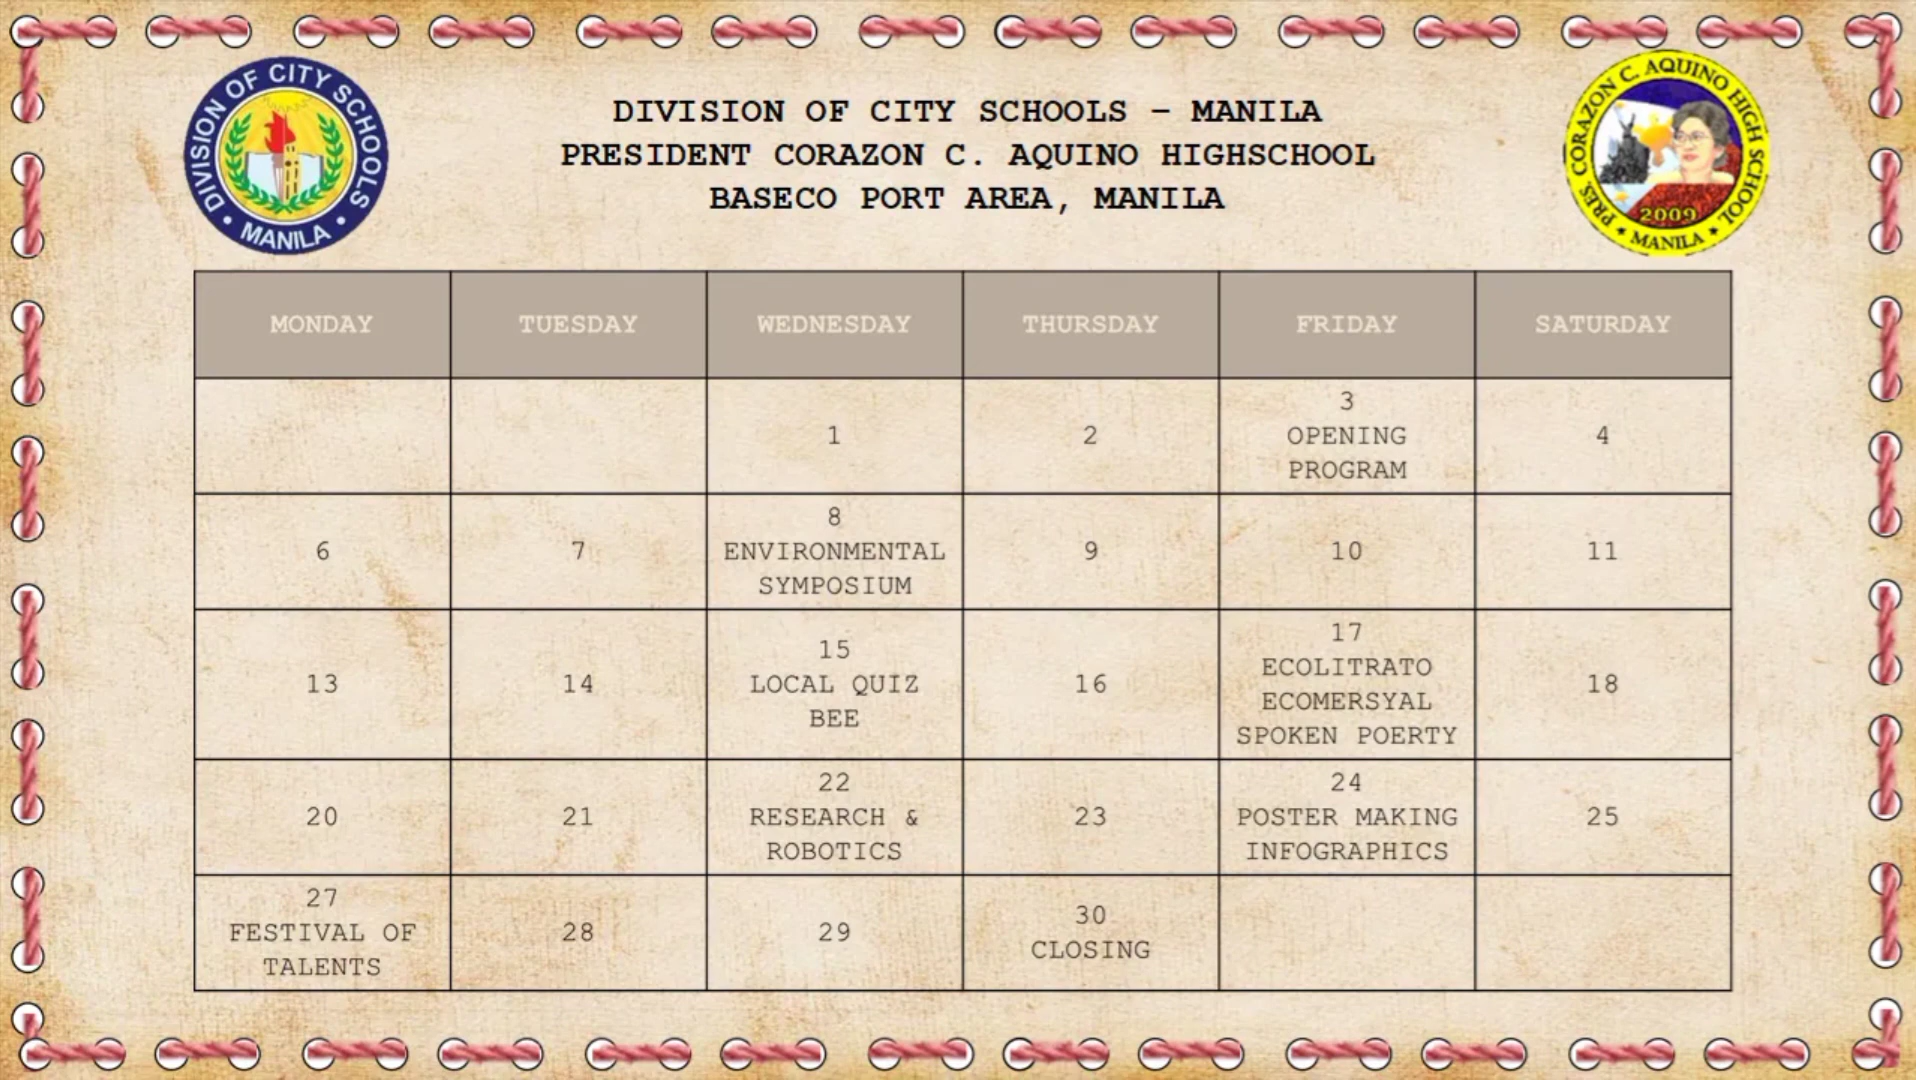 DIVISION OF CITY SCHOOLS
• MANILA •
DIVISION OF CITY SCHOOLS – MANILA
PRESIDENT CORAZON C. AQUINO HIGHSCHOOL
BASECO PORT AREA, MANILA
PRES. CORAZON C. AQUINO HIGH SCHOOL
2009
★ MANILA ★
MONDAY TUESDAY WEDNESDAY THURSDAY FRIDAY SATURDAY
1
2
3
OPENING
PROGRAM
4
6
7
8
ENVIRONMENTAL
SYMPOSIUM
9
10
11
13
14
15
LOCAL QUIZ
BEE
16
17
ECOLITRATO
ECOMERSYAL
SPOKEN POERTY
18
20
21
22
RESEARCH &
ROBOTICS
23
24
POSTER MAKING
INFOGRAPHICS
25
27
FESTIVAL OF
TALENTS
28
29
30
CLOSING